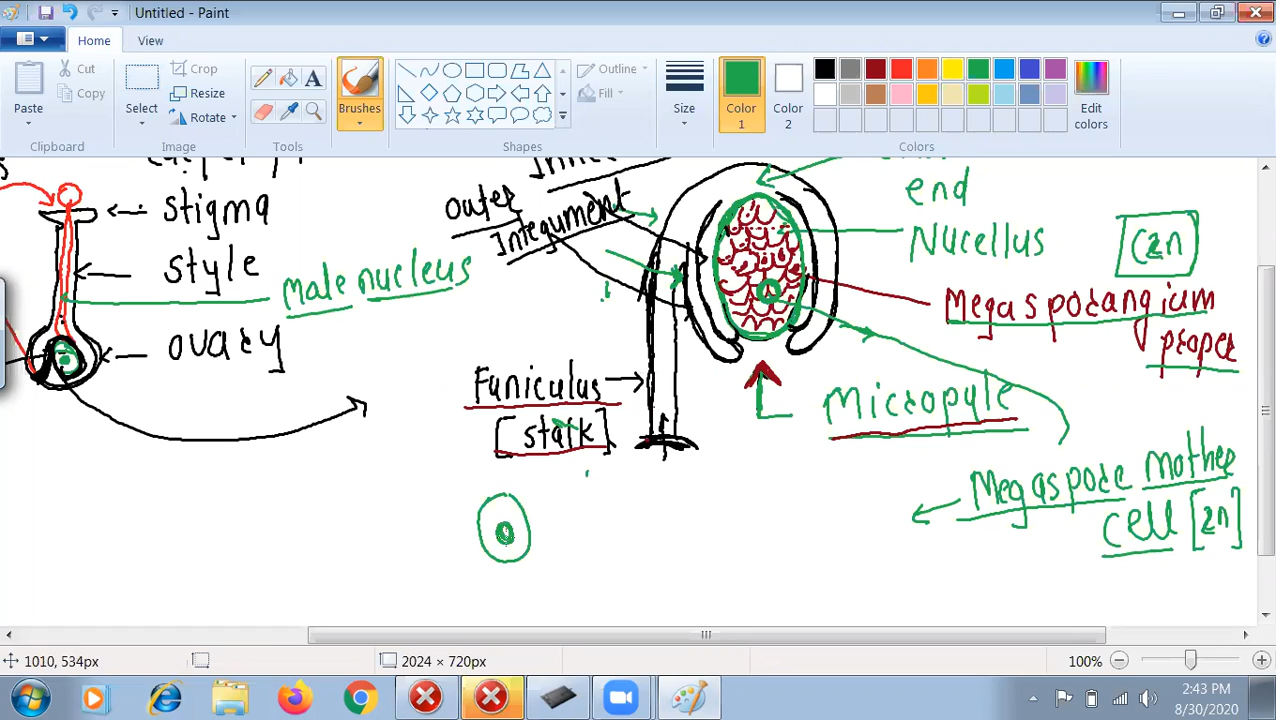 Untitled - Paint
Home
View
Paste
Cut
Copy
Clipboard
Select
Crop
Resize
Rotate
Image
Tools
Brushes
Shapes
Outline
Fill
Size
Color 1
Color 2
Edit colors
Colors
stigma
style
ovary
male nucleus
outer
Integument
end
Nucellus
(2n
Megasporangium
proper
Funiculus
[stalk]
Micropyle
Megaspore mother
cell [2n]
1010, 534px
2024 × 720px
100%
2:43 PM
8/30/2020